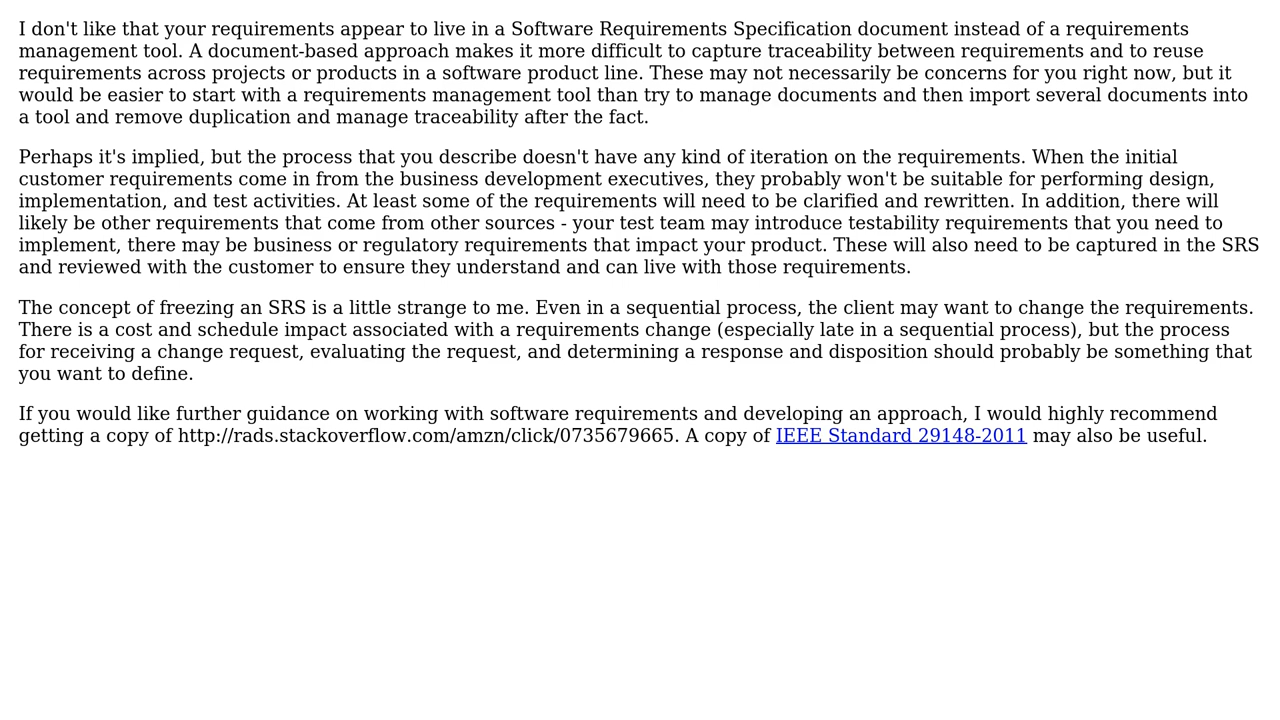 I don't like that your requirements appear to live in a Software Requirements Specification document instead of a requirements
management tool. A document-based approach makes it more difficult to capture traceability between requirements and to reuse
requirements across projects or products in a software product line. These may not necessarily be concerns for you right now, but it
would be easier to start with a requirements management tool than try to manage documents and then import several documents into
a tool and remove duplication and manage traceability after the fact.
Perhaps it's implied, but the process that you describe doesn't have any kind of iteration on the requirements. When the initial
customer requirements come in from the business development executives, they probably won't be suitable for performing design,
implementation, and test activities. At least some of the requirements will need to be clarified and rewritten. In addition, there will
likely be other requirements that come from other sources - your test team may introduce testability requirements that you need to
implement, there may be business or regulatory requirements that impact your product. These will also need to be captured in the SRS
and reviewed with the customer to ensure they understand and can live with those requirements.
The concept of freezing an SRS is a little strange to me. Even in a sequential process, the client may want to change the requirements.
There is a cost and schedule impact associated with a requirements change (especially late in a sequential process), but the process
for receiving a change request, evaluating the request, and determining a response and disposition should probably be something that
you want to define.
If you would like further guidance on working with software requirements and developing an approach, I would highly recommend
getting a copy of http://rads.stackoverflow.com/amzn/click/0735679665. A copy of IEEE Standard 29148-2011 may also be useful.